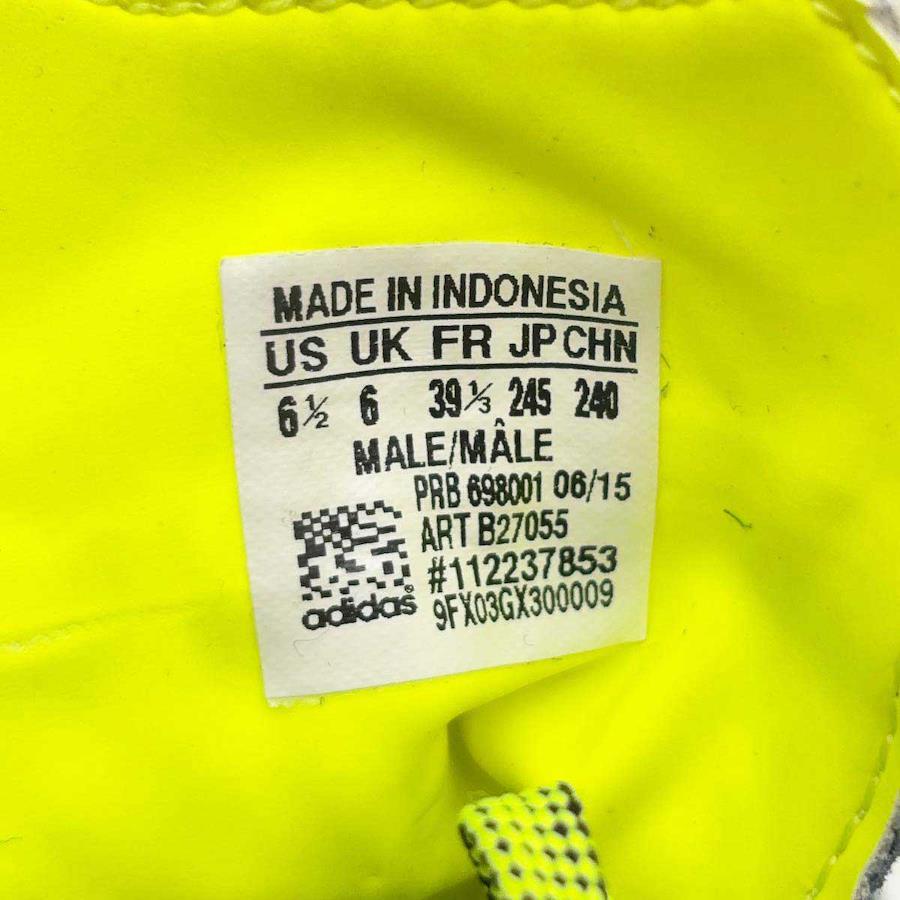 MADE IN INDONESIA
US UK FR JP CHN
6½ 6 39⅓ 245 240
MALE/MÂLE
PRB 698001 06/15
ART B27055
#112237853
adidas® 9FX03GX300009